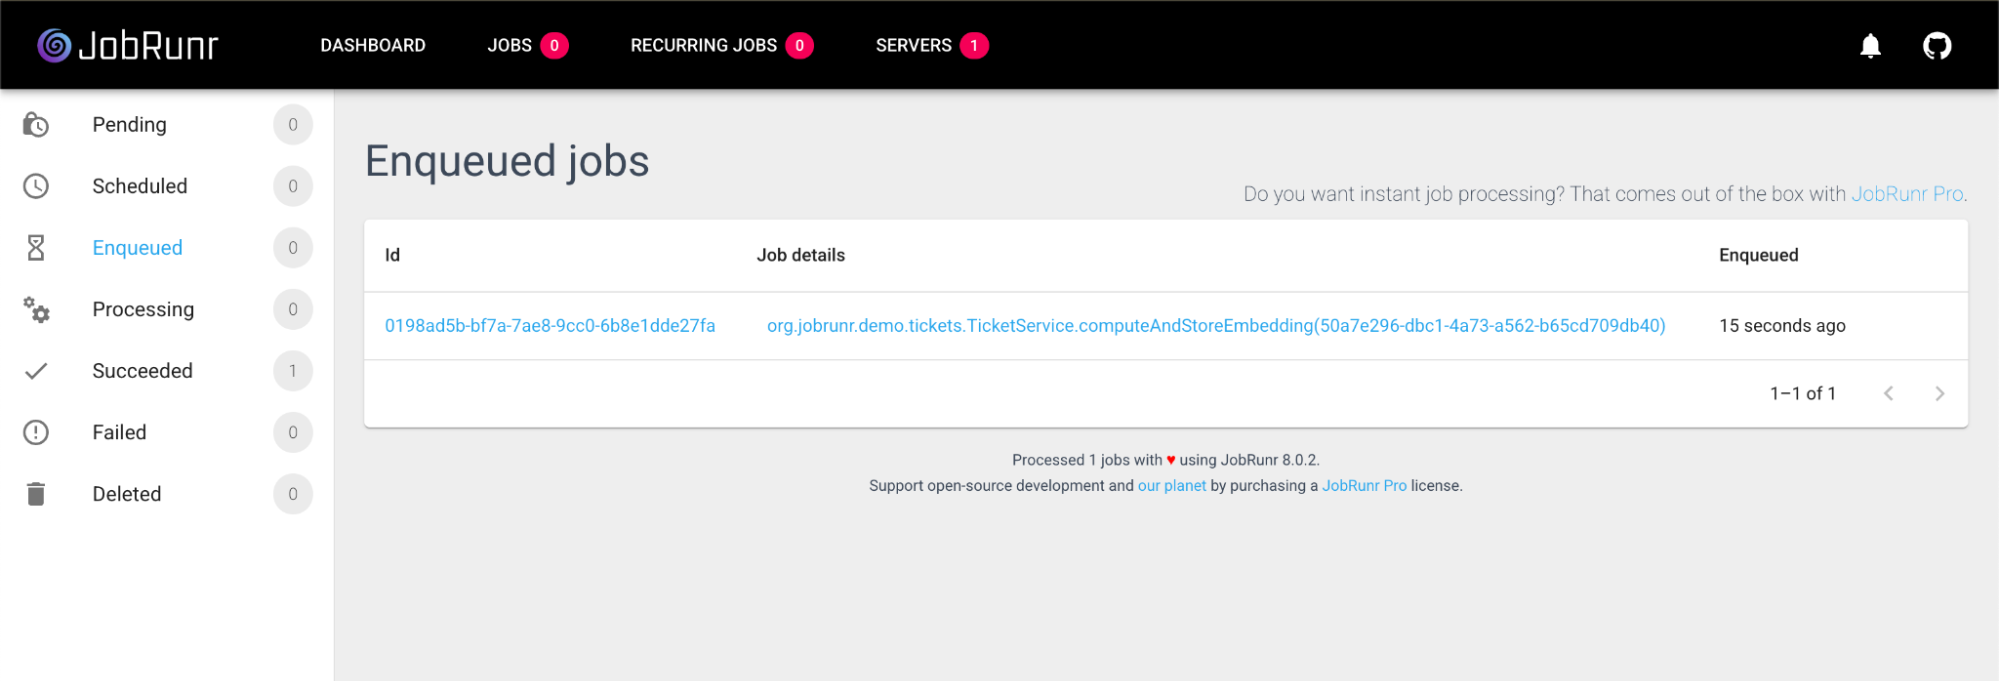 JobRunr DASHBOARD JOBS 0 RECURRING JOBS 0 SERVERS 1
Pending 0
Scheduled 0
Enqueued 0
Processing 0
Succeeded 1
Failed 0
Deleted 0
Enqueued jobs
Do you want instant job processing? That comes out of the box with JobRunr Pro.
Id Job details Enqueued
0198ad5b-bf7a-7ae8-9cc0-6b8e1dde27fa org.jobrunr.demo.tickets.TicketService.computeAndStoreEmbedding(50a7e296-dbc1-4a73-a562-b65cd709db40) 15 seconds ago
1–1 of 1
Processed 1 jobs with ♥ using JobRunr 8.0.2.
Support open-source development and our planet by purchasing a JobRunr Pro license.